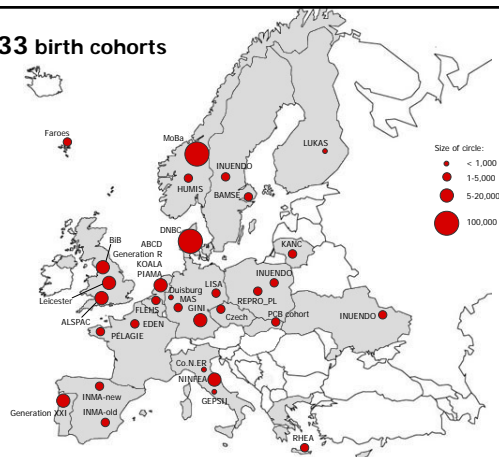 33 birth cohorts
Faroes
MoBa
LUKAS
Size of circle:
< 1,000
1-5,000
5-20,000
100,000
INUENDO
HUMIS
BAMSE
DNBC
BiB
ABCD
Generation R
KOALA
PIAMA
KANC
INUENDO
Leicester
Duisburg
LISA
MAS
REPRO_PL
ALSPAC
FLEHS
GINI
Czech
PCB cohort
INUENDO
EDEN
PELAGIE
Co.N.ER
NINFEA
GEPSII
INMA-new
Generation XXI
INMA-old
RHEA